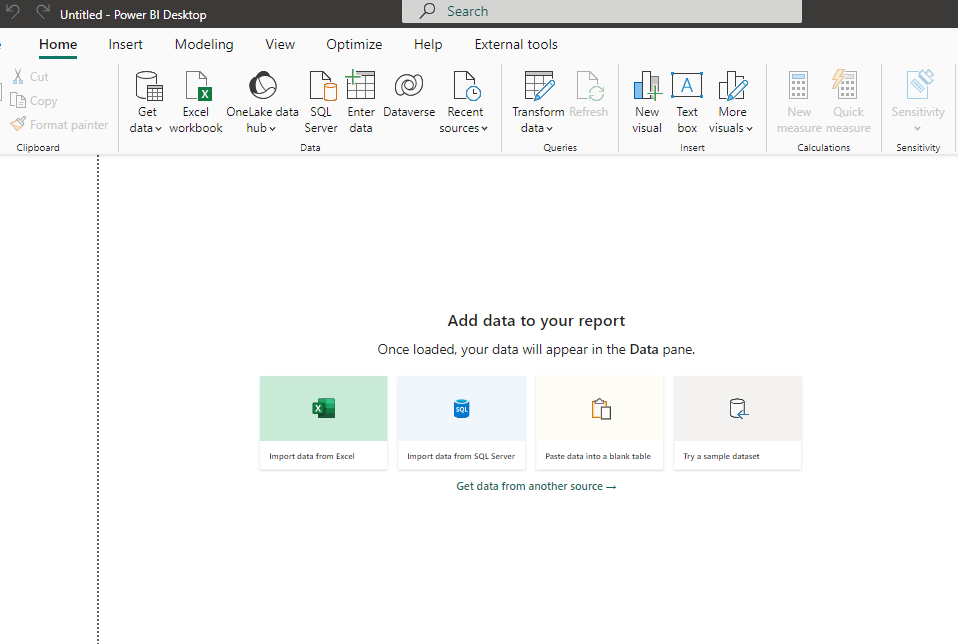 Untitled - Power BI Desktop
Search
Home Insert Modeling View Optimize Help External tools
Cut
Copy
Format painter
Clipboard
Get data
Excel workbook
OneLake data hub
SQL Server
Enter data
Dataverse
Recent sources
Data
Transform data
Refresh
Queries
New visual
Text box
More visuals
Insert
New measure
Quick measure
Calculations
Sensitivity
Sensitivity
Add data to your report
Once loaded, your data will appear in the Data pane.
SQL
Import data from Excel
Import data from SQL Server
Paste data into a blank table
Try a sample dataset
Get data from another source →